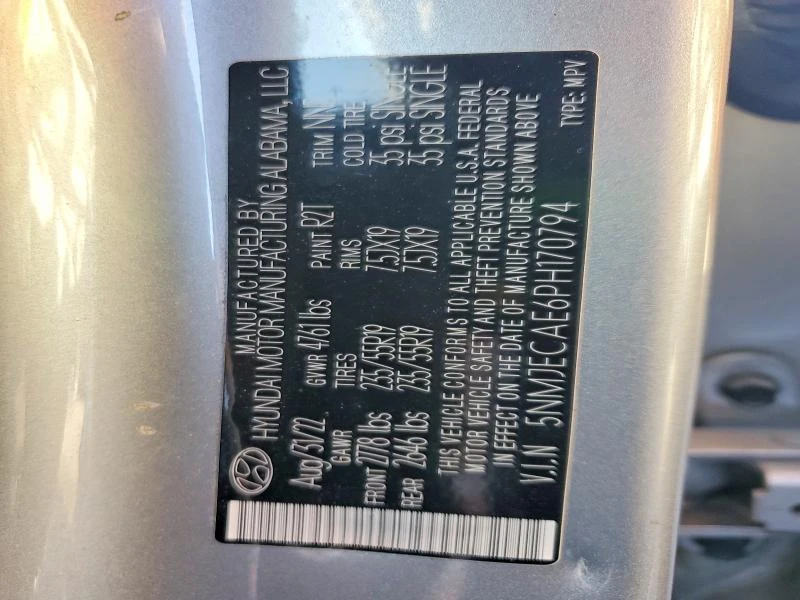 MANUFACTURED BY
HYUNDAI MOTOR MANUFACTURING ALABAMA, LLC
Aug/31/22 GVWR 4761 lbs PAINT R2T TRIM NNB
GAWR TIRES RIMS COLD TIRE
FRONT 2778 lbs 235/55R19 7.5JX19 35 psi SINGLE
REAR 2646 lbs 235/55R19 7.5JX19 35 psi SINGLE
THIS VEHICLE CONFORMS TO ALL APPLICABLE U.S.A. FEDERAL
MOTOR VEHICLE SAFETY AND THEFT PREVENTION STANDARDS
IN EFFECT ON THE DATE OF MANUFACTURE SHOWN ABOVE
V.I.N 5NMJECAE6PH170794 TYPE: MPV